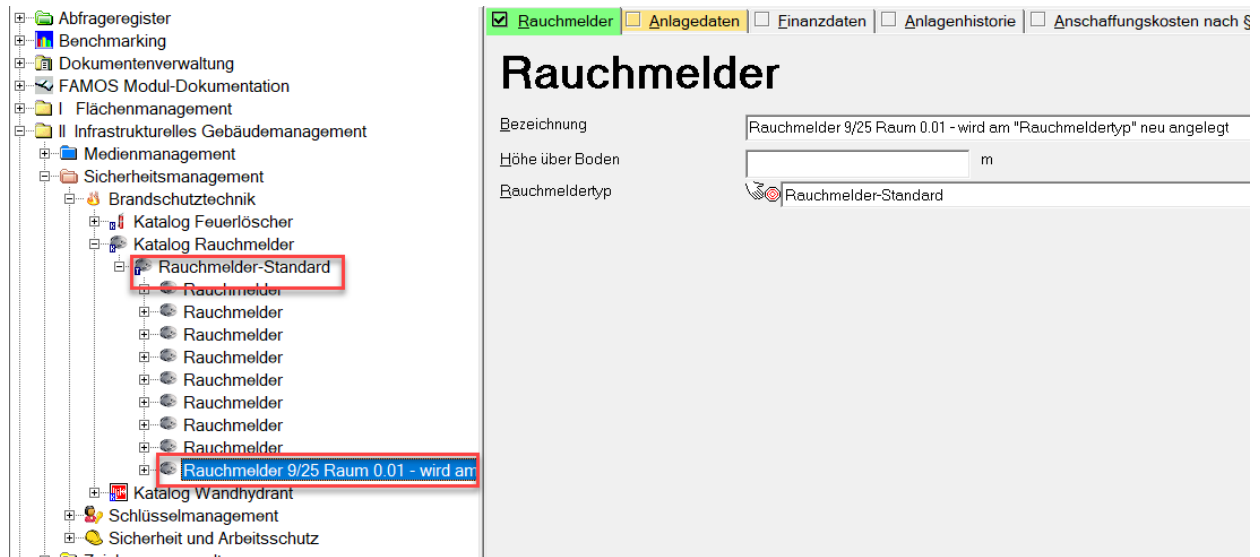 Abfrageregister
Benchmarking
Dokumentenverwaltung
FAMOS Modul-Dokumentation
I Flächenmanagement
II Infrastrukturelles Gebäudemanagement
Medienmanagement
Sicherheitsmanagement
Brandschutztechnik
Katalog Feuerlöscher
Katalog Rauchmelder
Rauchmelder-Standard
Rauchmelder
Rauchmelder
Rauchmelder
Rauchmelder
Rauchmelder
Rauchmelder
Rauchmelder
Rauchmelder
Rauchmelder 9/25 Raum 0.01 - wird am
Katalog Wandhydrant
Schlüsselmanagement
Sicherheit und Arbeitsschutz
Rauchmelder Anlagedaten Finanzdaten Anlagenhistorie Anschaffungskosten nach §
Rauchmelder
Bezeichnung Rauchmelder 9/25 Raum 0.01 - wird am "Rauchmeldertyp" neu angelegt
Höhe über Boden m
Rauchmeldertyp Rauchmelder-Standard